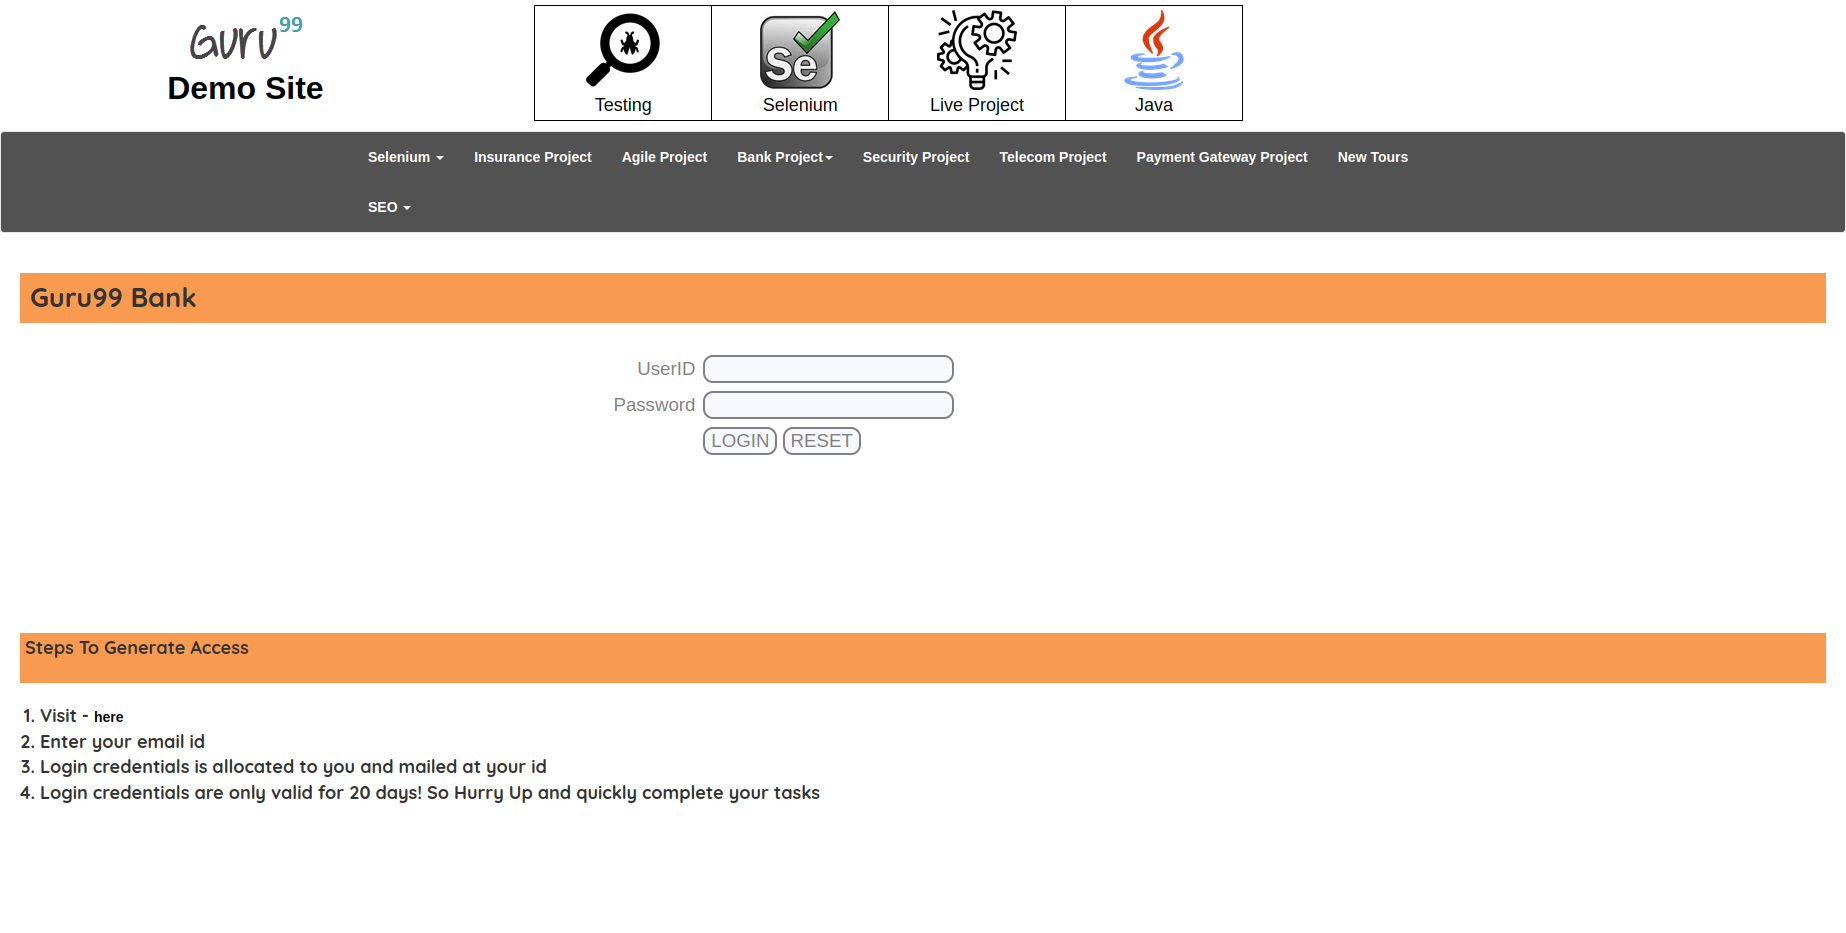 Guru99
Demo Site
Testing
Se
Selenium
Live Project
Java
Selenium
Insurance Project
Agile Project
Bank Project
Security Project
Telecom Project
Payment Gateway Project
New Tours
SEO
Guru99 Bank
UserID
Password
LOGIN
RESET
Steps To Generate Access
1. Visit - here
2. Enter your email id
3. Login credentials is allocated to you and mailed at your id
4. Login credentials are only valid for 20 days! So Hurry Up and quickly complete your tasks